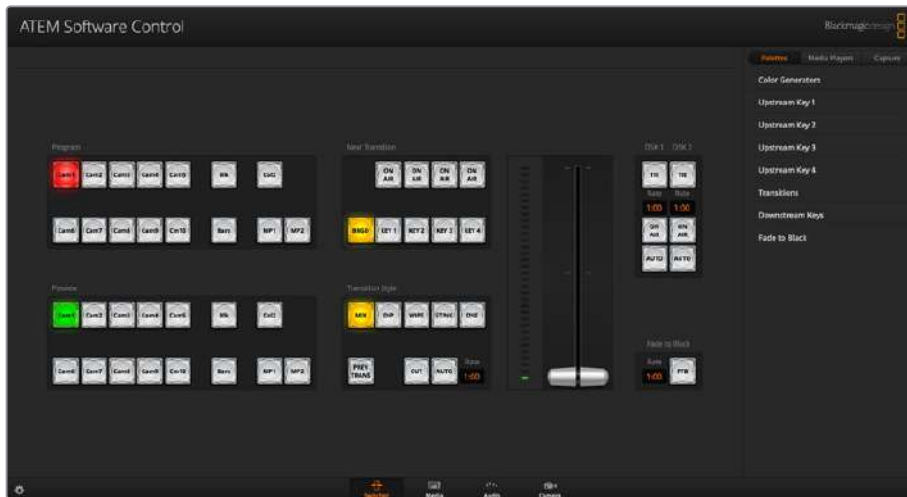 ATEM Software Control
Blackmagicdesign
Palettes Media Players Capture
Color Generators
Upstream Key 1
Upstream Key 2
Upstream Key 3
Upstream Key 4
Transitions
Downstream Keys
Fade to Black
Program
Cam1 Cam2 Cam3 Cam4 Cam5 Blk Col1
Cam6 Cam7 Cam8 Cam9 Cm10 Bars MP1 MP2
Next Transition
ON AIR ON AIR ON AIR ON AIR
BKGD KEY 1 KEY 2 KEY 3 KEY 4
DSK 1 DSK 2
TIE TIE
Rate Rate
1:00 1:00
ON AIR ON AIR
AUTO AUTO
Preview
Cam1 Cam2 Cam3 Cam4 Cam5 Blk
Cam6 Cam7 Cam8 Cam9 Cm10 Bars MP1 MP2
Transition Style
MIX DIP WIPE STING DVE
PREV TRANS CUT AUTO
Rate
1:00
Fade to Black
Rate
1:00 FTB
Switcher Media Audio Camera